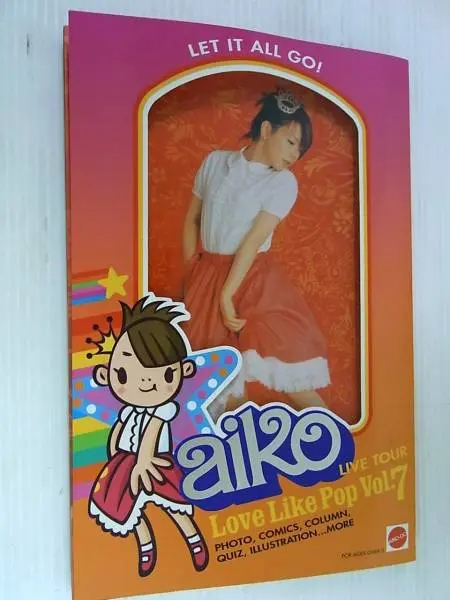 LET IT ALL GO!
aiko
LIVE TOUR
Love Like Pop Vol.7
PHOTO, COMICS, COLUMN,
QUIZ, ILLUSTRATION...MORE